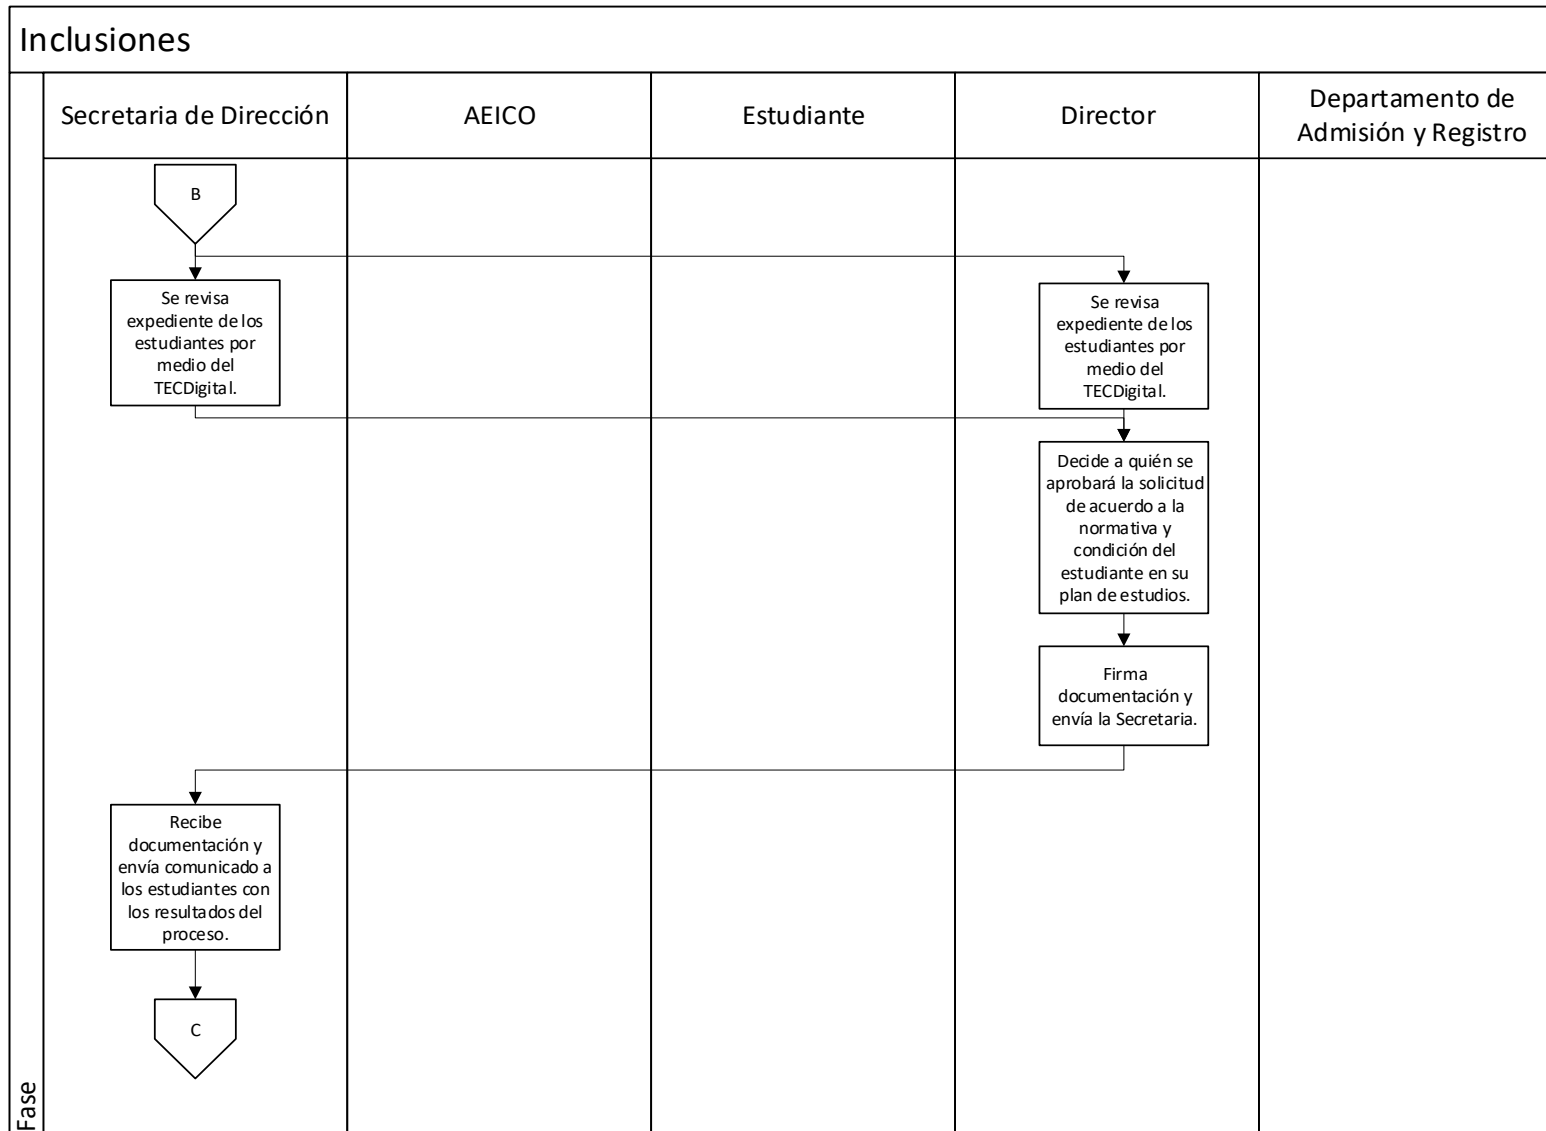 Inclusiones
Secretaria de Dirección
AEICO
Estudiante
Director
Departamento de
Admisión y Registro
B
Se revisa
expediente de los
estudiantes por
medio del
TECDigital.
Se revisa
expediente de los
estudiantes por
medio del
TECDigital.
Decide a quién se
aprobará la solicitud
de acuerdo a la
normativa y
condición del
estudiante en su
plan de estudios.
Firma
documentación y
envía la Secretaria.
Recibe
documentación y
envía comunicado a
los estudiantes con
los resultados del
proceso.
C
Fase